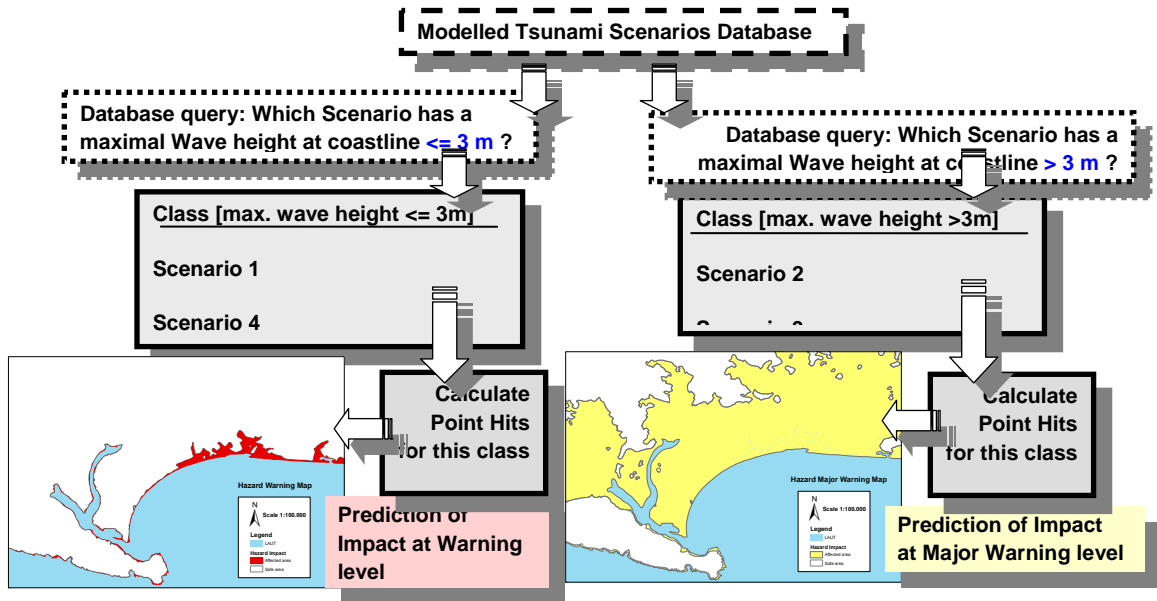 Modelled Tsunami Scenarios Database
Database query: Which Scenario has a
maximal Wave height at coastline <= 3 m ?
Database query: Which Scenario has a
maximal Wave height at coastline > 3 m ?
Class [max. wave height <= 3m]
Scenario 1
Scenario 4
Class [max. wave height >3m]
Scenario 2
Calculate
Point Hits
for this class
Calculate
Point Hits
for this class
Hazard Warning Map
N
Scale 1:100.000
Legend
LAUT
Hazard Impact
Affected area
Safe area
Prediction of
Impact at Warning
level
Hazard Major Warning Map
N
Scale 1:100.000
Legend
LAUT
Hazard Impact
Affected area
Safe area
Prediction of Impact
at Major Warning level